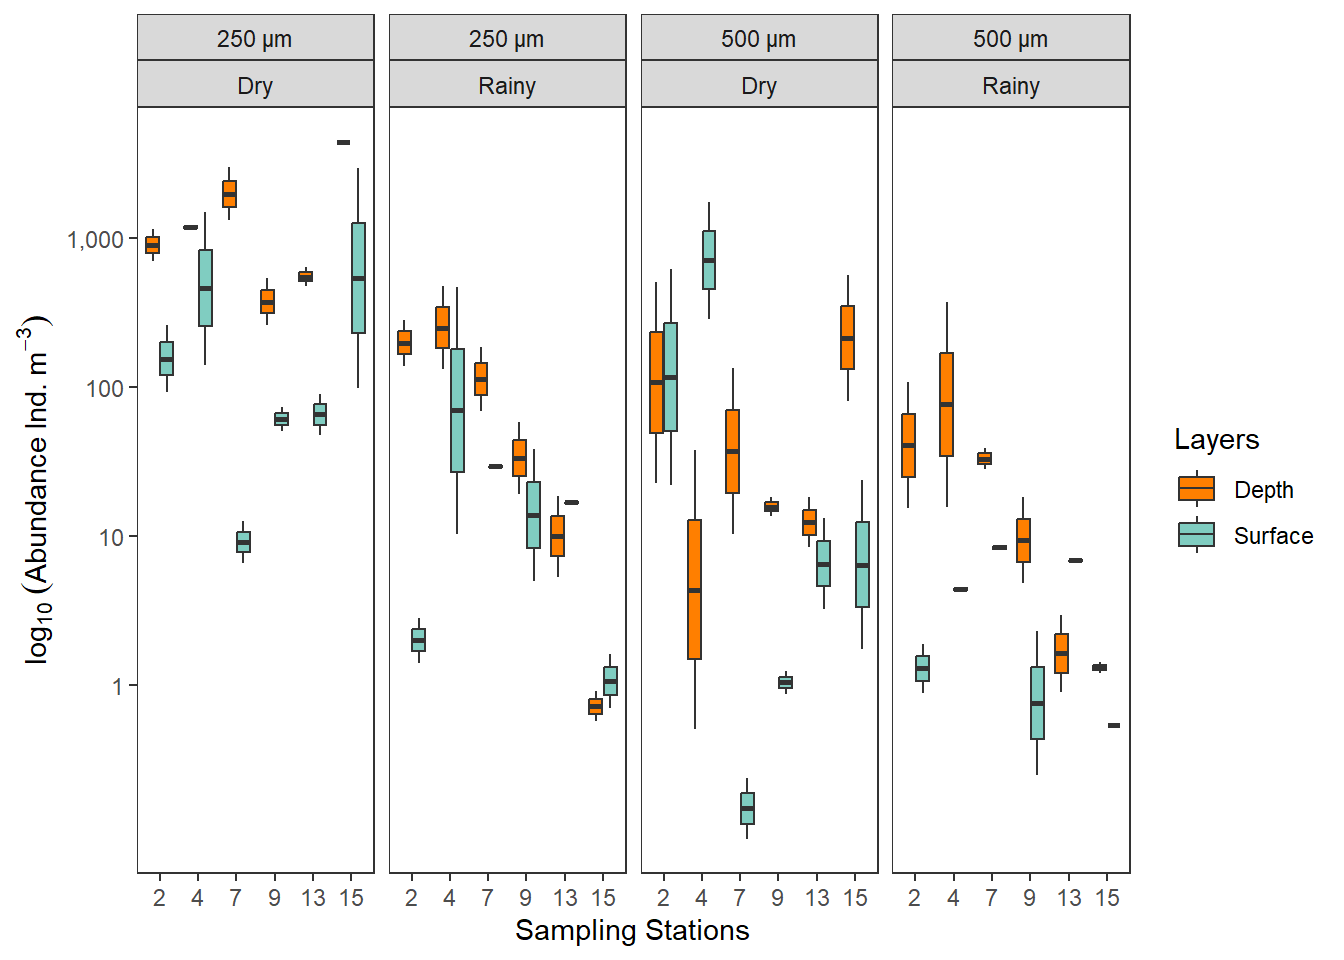 250 µm 250 µm 500 µm 500 µm
Dry Rainy Dry Rainy
log10 (Abundance Ind. m−3)
1,000
100
10
1
2 4 7 9 13 15 2 4 7 9 13 15 2 4 7 9 13 15 2 4 7 9 13 15
Sampling Stations
Layers
Depth
Surface